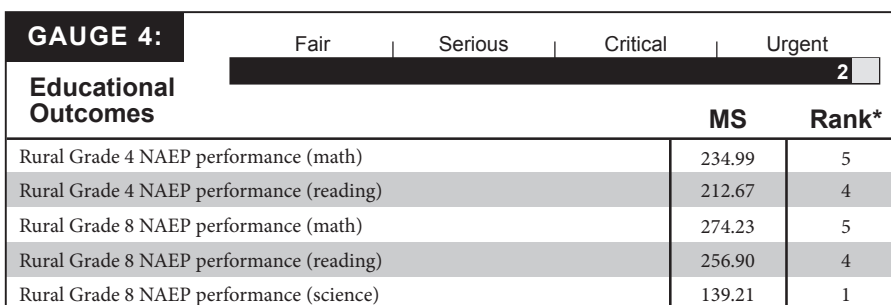 GAUGE 4:
Fair Serious Critical Urgent
2
Educational
Outcomes
MS Rank*
Rural Grade 4 NAEP performance (math) 234.99 5
Rural Grade 4 NAEP performance (reading) 212.67 4
Rural Grade 8 NAEP performance (math) 274.23 5
Rural Grade 8 NAEP performance (reading) 256.90 4
Rural Grade 8 NAEP performance (science) 139.21 1